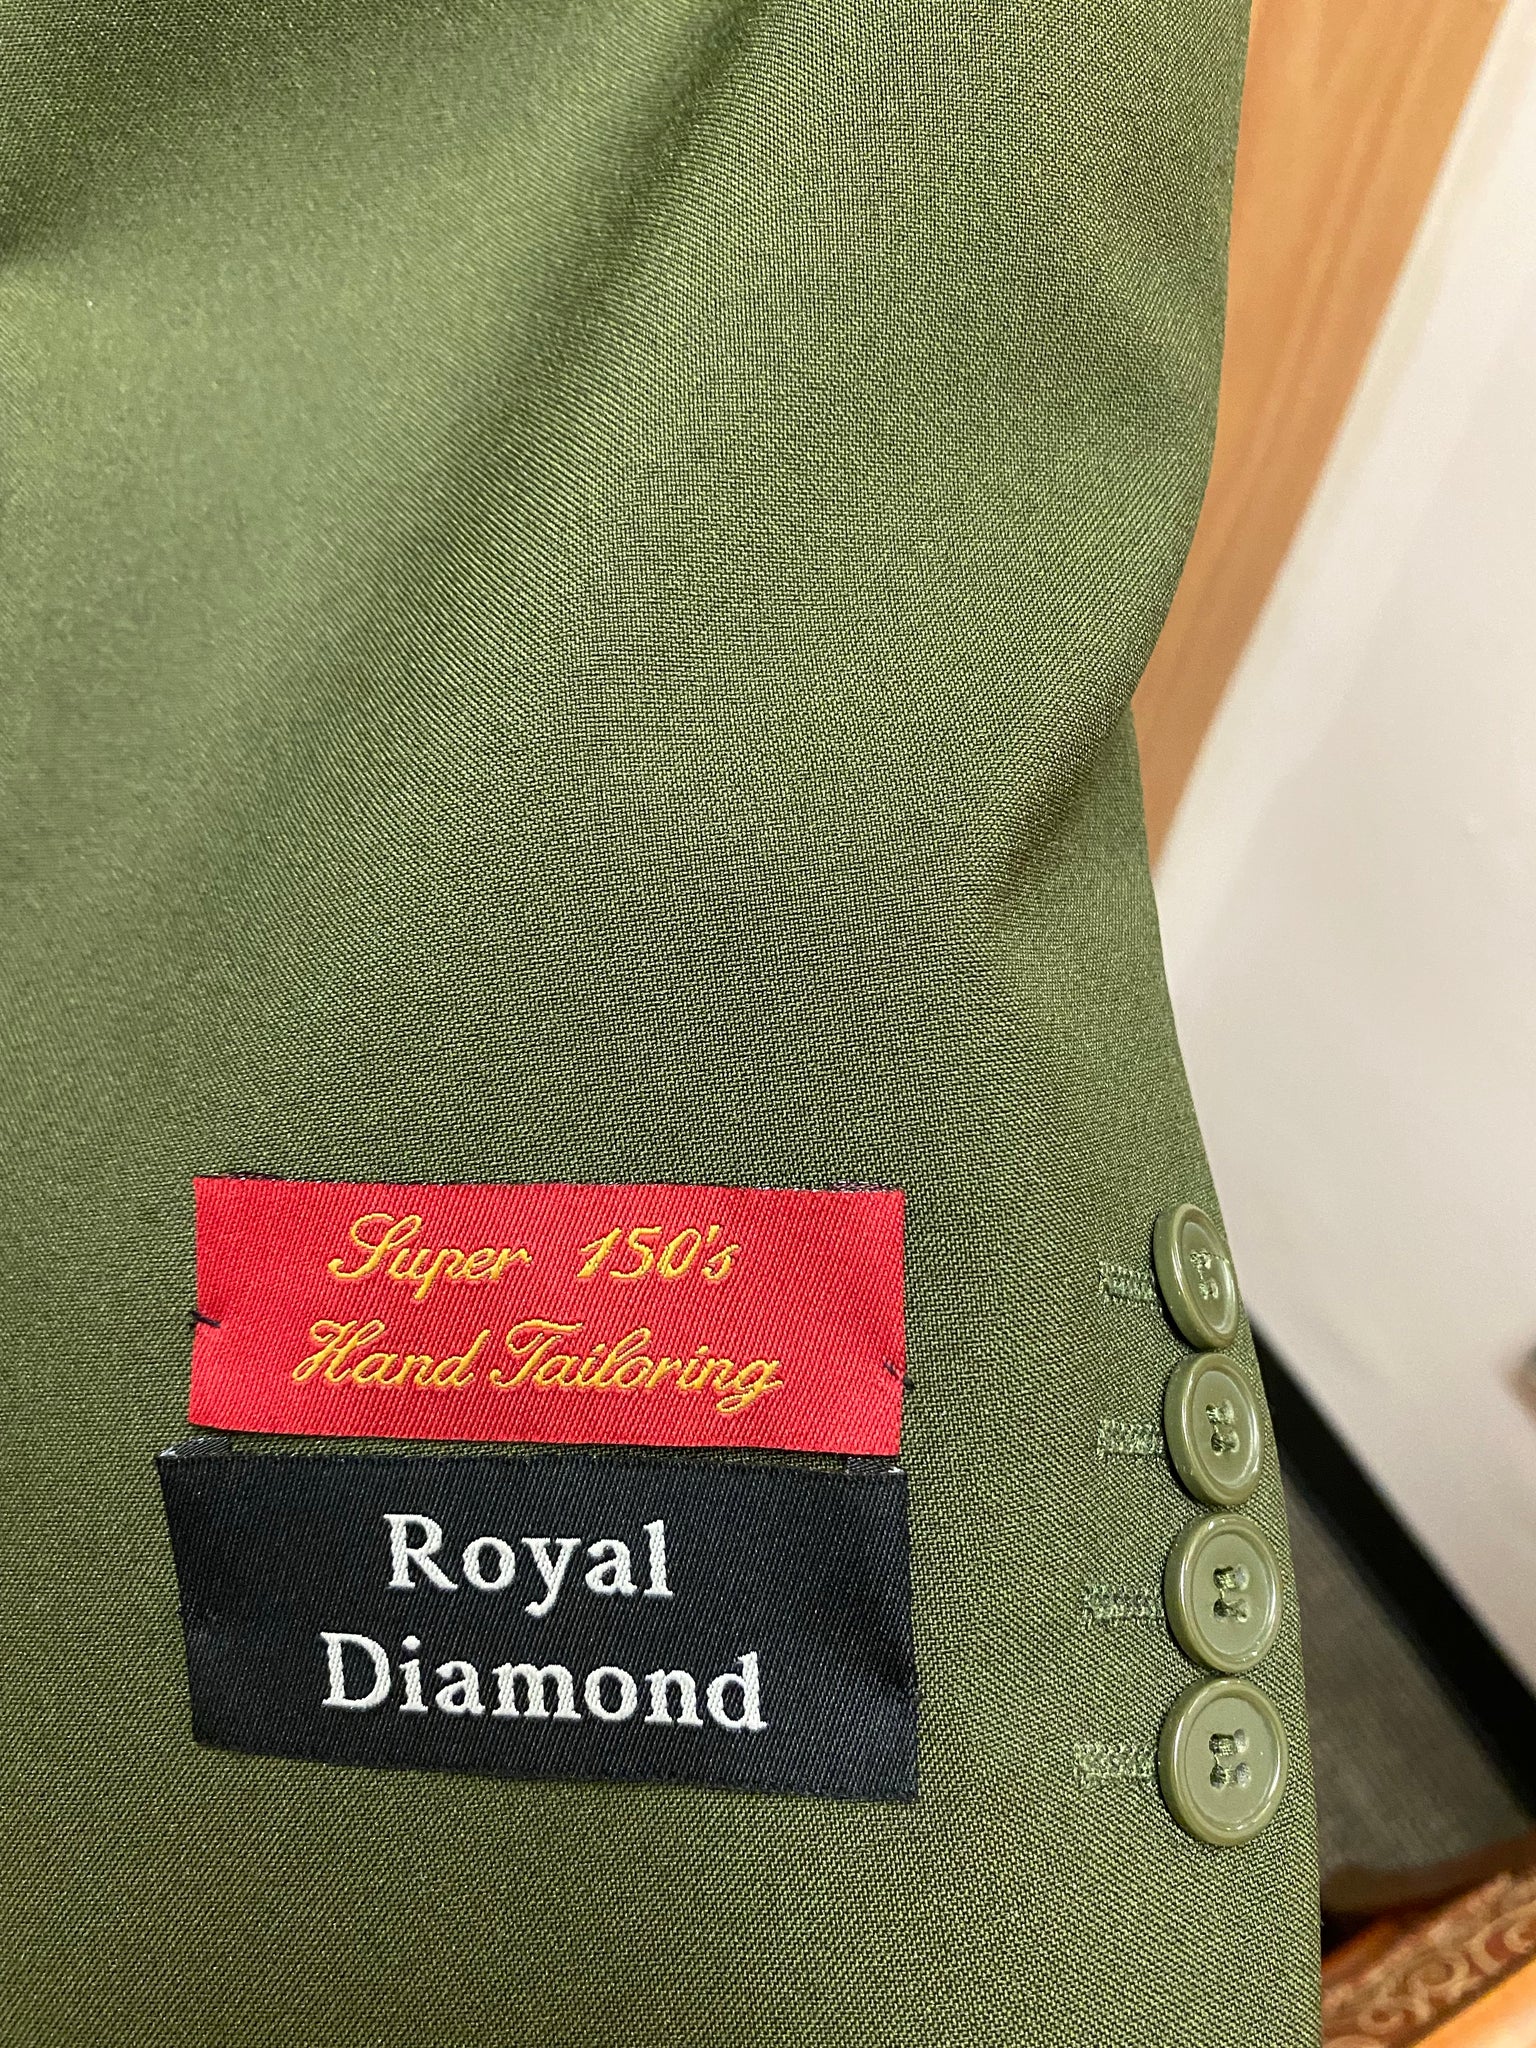 Super 150's
Hand Tailoring
Royal
Diamond